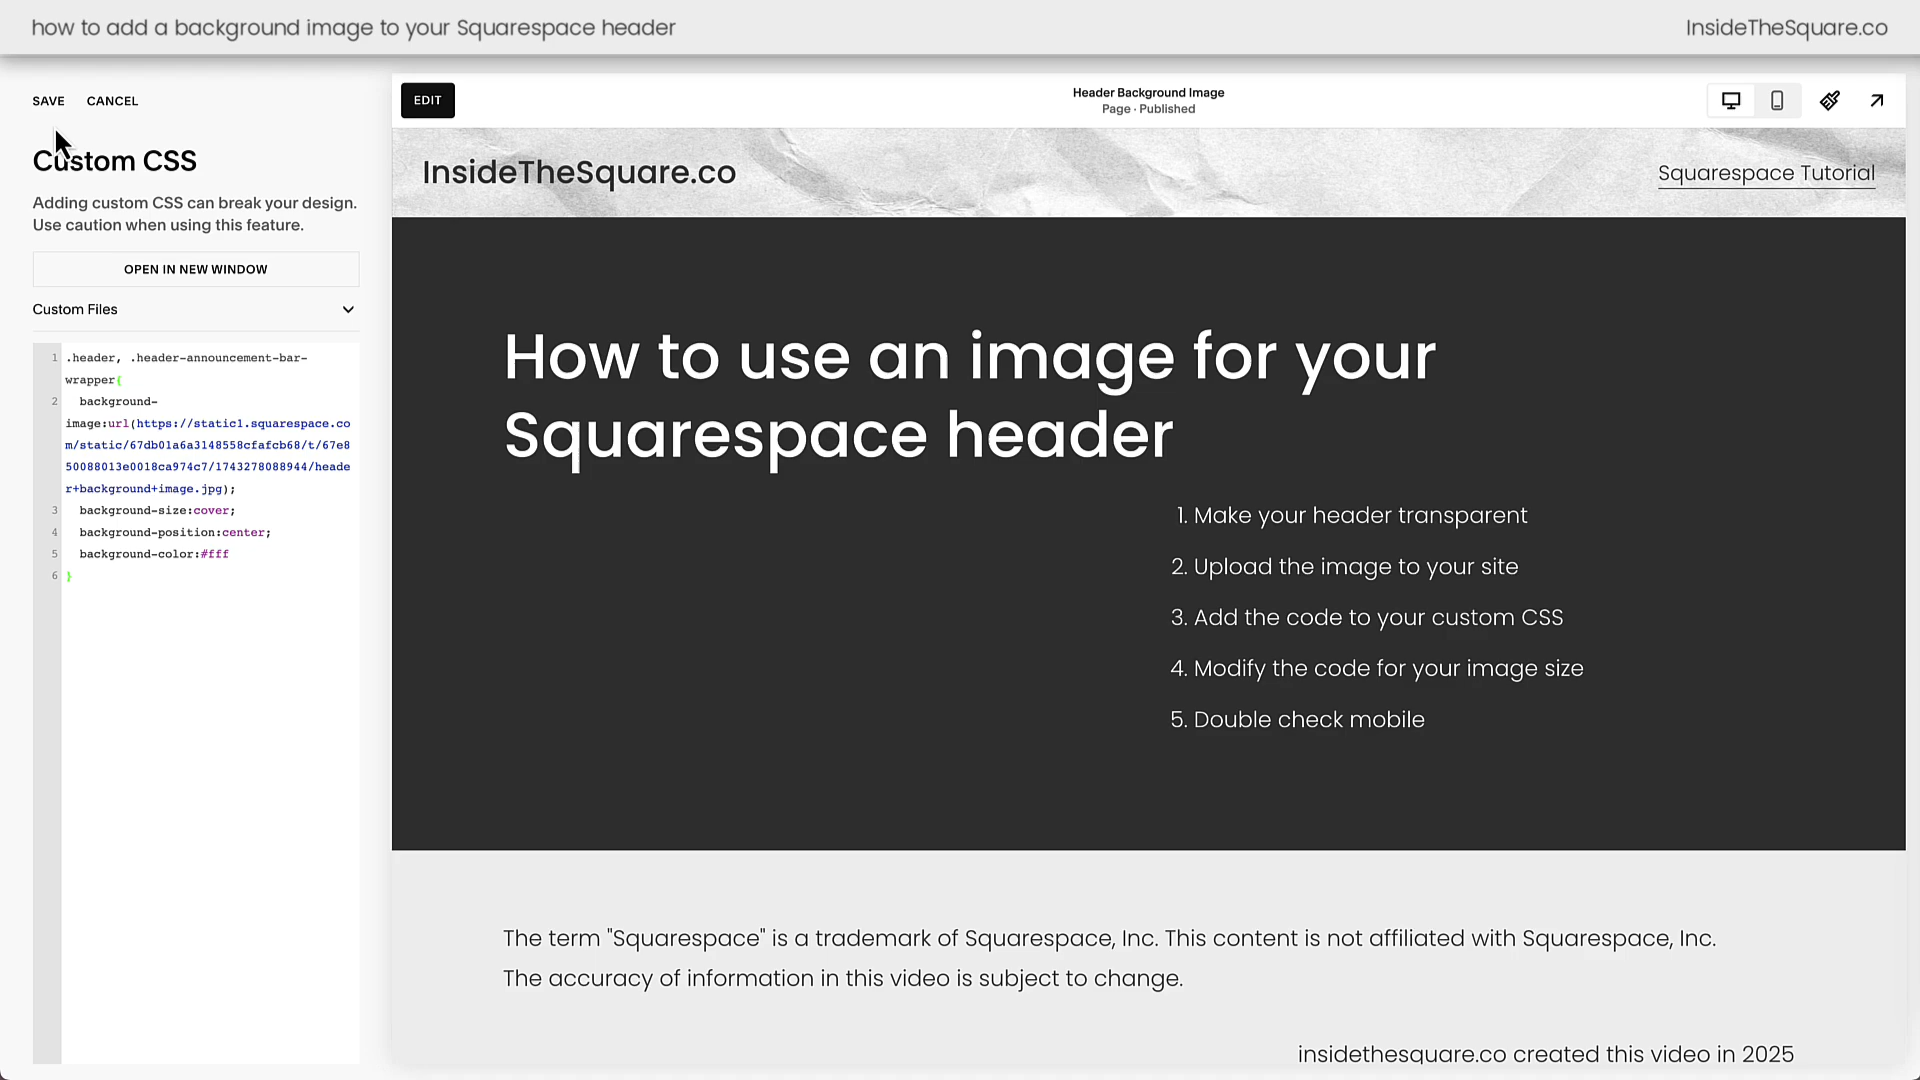 how to add a background image to your Squarespace header
InsideTheSquare.co
SAVE CANCEL
Custom CSS
Adding custom CSS can break your design.
Use caution when using this feature.
OPEN IN NEW WINDOW
Custom Files
1 .header, .header-announcement-bar-
wrapper{
2 background-
image:url(https://static1.squarespace.co
m/static/67db01a6a3148558cfafcb68/t/67e8
50088013e0018ca974c7/1743278088944/heade
r+background+image.jpg);
3 background-size:cover;
4 background-position:center;
5 background-color:#fff
6 }
EDIT
Header Background Image
Page · Published
InsideTheSquare.co
Squarespace Tutorial
How to use an image for your
Squarespace header
1. Make your header transparent
2. Upload the image to your site
3. Add the code to your custom CSS
4. Modify the code for your image size
5. Double check mobile
The term "Squarespace" is a trademark of Squarespace, Inc. This content is not affiliated with Squarespace, Inc.
The accuracy of information in this video is subject to change.
insidethesquare.co created this video in 2025